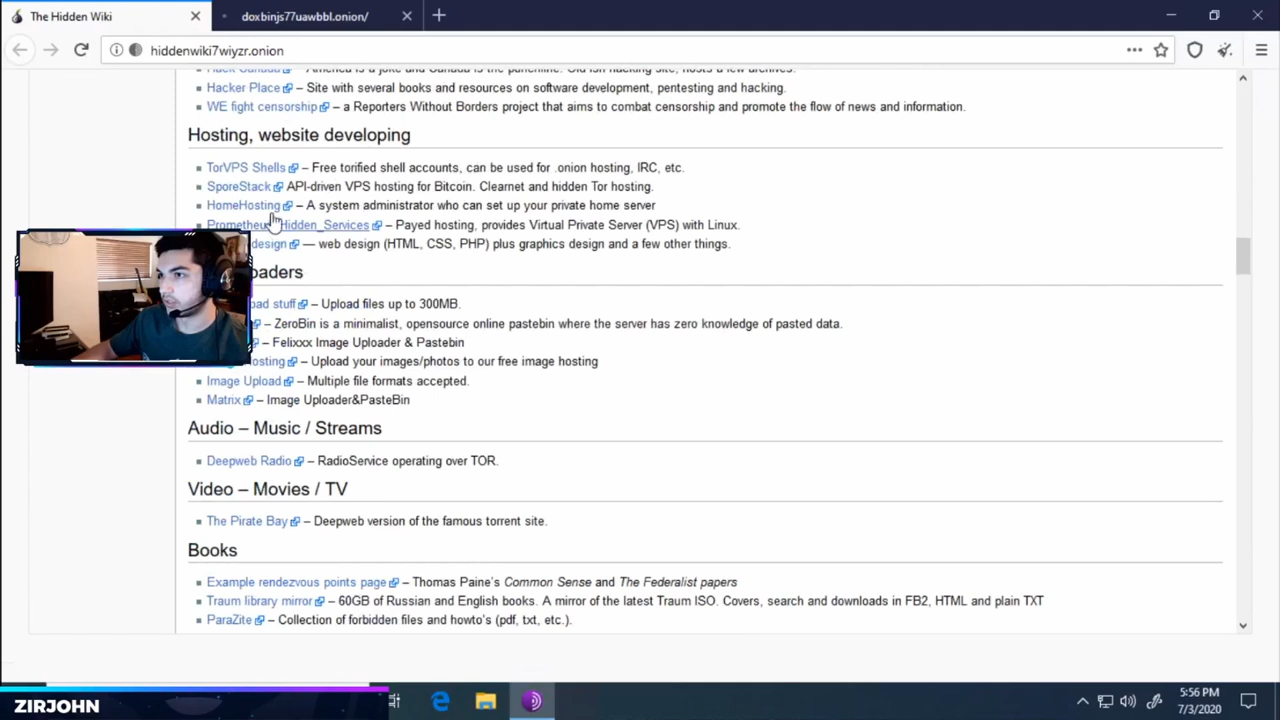 The Hidden Wiki
doxbinjs77uawbbl.onion/
hiddenwiki7wiyzr.onion
Hack Canada – America is a joke and Canada is the punchline. Old ish hacking site, hosts a few archives.
Hacker Place – Site with several books and resources on software development, pentesting and hacking.
WE fight censorship – a Reporters Without Borders project that aims to combat censorship and promote the flow of news and information.
Hosting, website developing
TorVPS Shells – Free torified shell accounts, can be used for .onion hosting, IRC, etc.
SporeStack API-driven VPS hosting for Bitcoin. Clearnet and hidden Tor hosting.
HomeHosting – A system administrator who can set up your private home server
Prometheus_Hidden_Services – Payed hosting, provides Virtual Private Server (VPS) with Linux.
design — web design (HTML, CSS, PHP) plus graphics design and a few other things.
oaders
oad stuff – Upload files up to 300MB.
– ZeroBin is a minimalist, opensource online pastebin where the server has zero knowledge of pasted data.
– Felixxx Image Uploader & Pastebin
osting – Upload your images/photos to our free image hosting
Image Upload – Multiple file formats accepted.
Matrix – Image Uploader&PasteBin
Audio – Music / Streams
Deepweb Radio – RadioService operating over TOR.
Video – Movies / TV
The Pirate Bay – Deepweb version of the famous torrent site.
Books
Example rendezvous points page – Thomas Paine's Common Sense and The Federalist papers
Traum library mirror – 60GB of Russian and English books. A mirror of the latest Traum ISO. Covers, search and downloads in FB2, HTML and plain TXT
ParaZite – Collection of forbidden files and howto's (pdf, txt, etc.).
ZIRJOHN
5:56 PM
7/3/2020